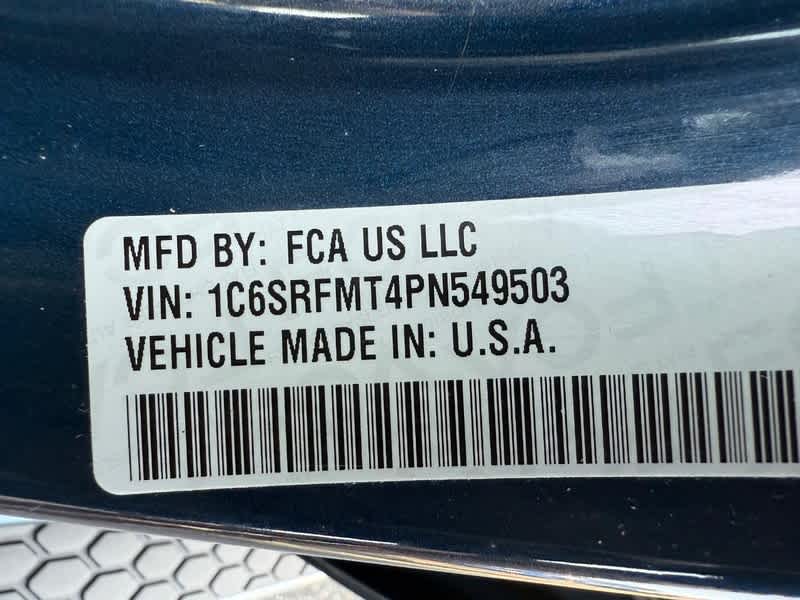 MFD BY: FCA US LLC
VIN: 1C6SRFMT4PN549503
VEHICLE MADE IN: U.S.A.